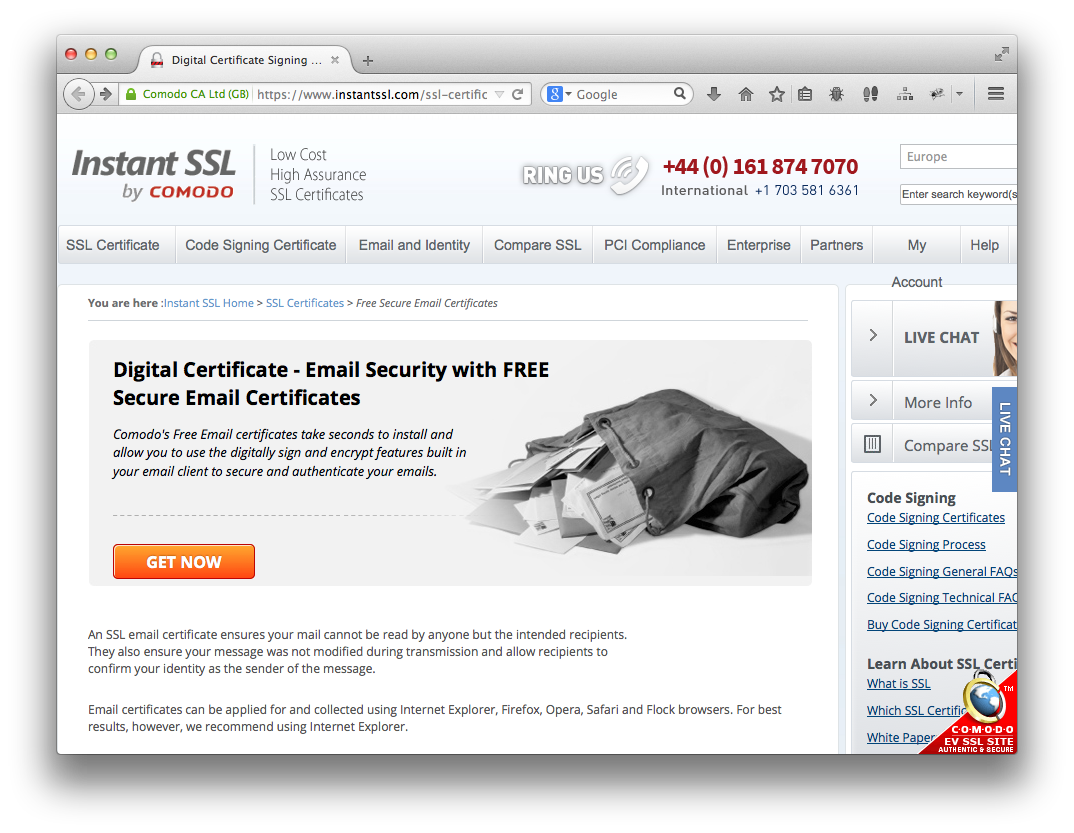 Digital Certificate Signing ...
Comodo CA Ltd (GB)
https://www.instantssl.com/ssl-certific
Google
Instant SSL
by COMODO
Low Cost
High Assurance
SSL Certificates
RING US
+44 (0) 161 874 7070
International +1 703 581 6361
Europe
Enter search keyword(s
SSL Certificate
Code Signing Certificate
Email and Identity
Compare SSL
PCI Compliance
Enterprise
Partners
My Account
Help
You are here :Instant SSL Home > SSL Certificates > Free Secure Email Certificates
Digital Certificate - Email Security with FREE
Secure Email Certificates
Comodo's Free Email certificates take seconds to install and
allow you to use the digitally sign and encrypt features built in
your email client to secure and authenticate your emails.
GET NOW
An SSL email certificate ensures your mail cannot be read by anyone but the intended recipients.
They also ensure your message was not modified during transmission and allow recipients to
confirm your identity as the sender of the message.
Email certificates can be applied for and collected using Internet Explorer, Firefox, Opera, Safari and Flock browsers. For best
results, however, we recommend using Internet Explorer.
LIVE CHAT
More Info
Compare SSL
LIVE CHAT
Code Signing
Code Signing Certificates
Code Signing Process
Code Signing General FAQs
Code Signing Technical FAQ
Buy Code Signing Certificat
Learn About SSL Certi
What is SSL
Which SSL Certific
White Paper
TM
C·O·M·O·D·O
EV SSL SITE
AUTHENTIC & SECURE